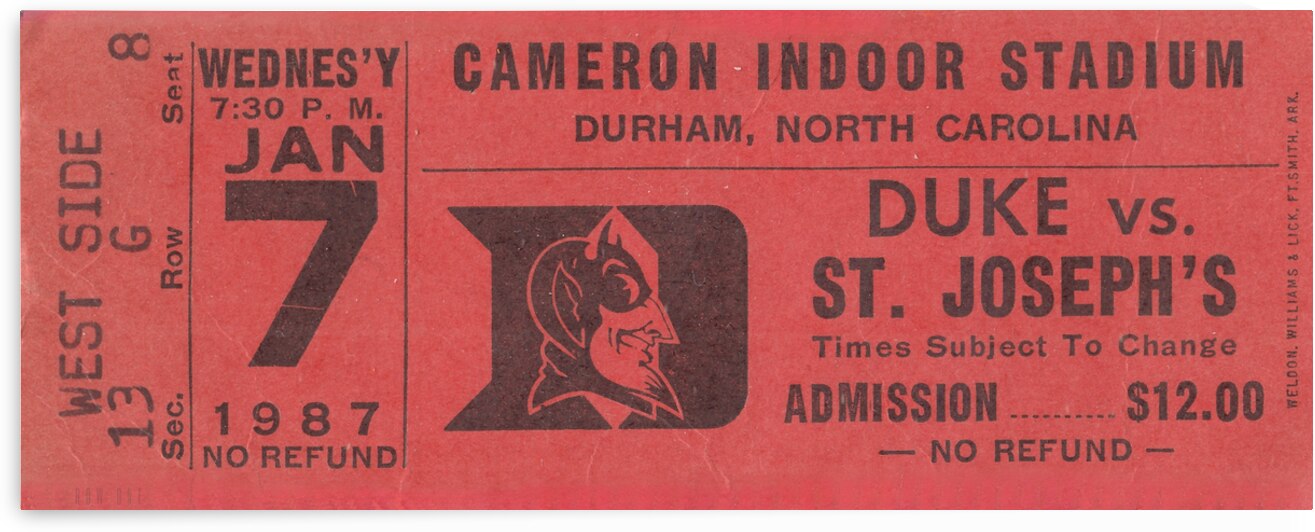 WEST SIDE
13 G 8
Sec. Row Seat
WEDNES'Y
7:30 P. M.
JAN
7
1987
NO REFUND
CAMERON INDOOR STADIUM
DURHAM, NORTH CAROLINA
D
DUKE vs.
ST. JOSEPH'S
Times Subject To Change
ADMISSION .......... $12.00
— NO REFUND —
WELDON, WILLIAMS & LICK, FT. SMITH, ARK.
ROW ONE